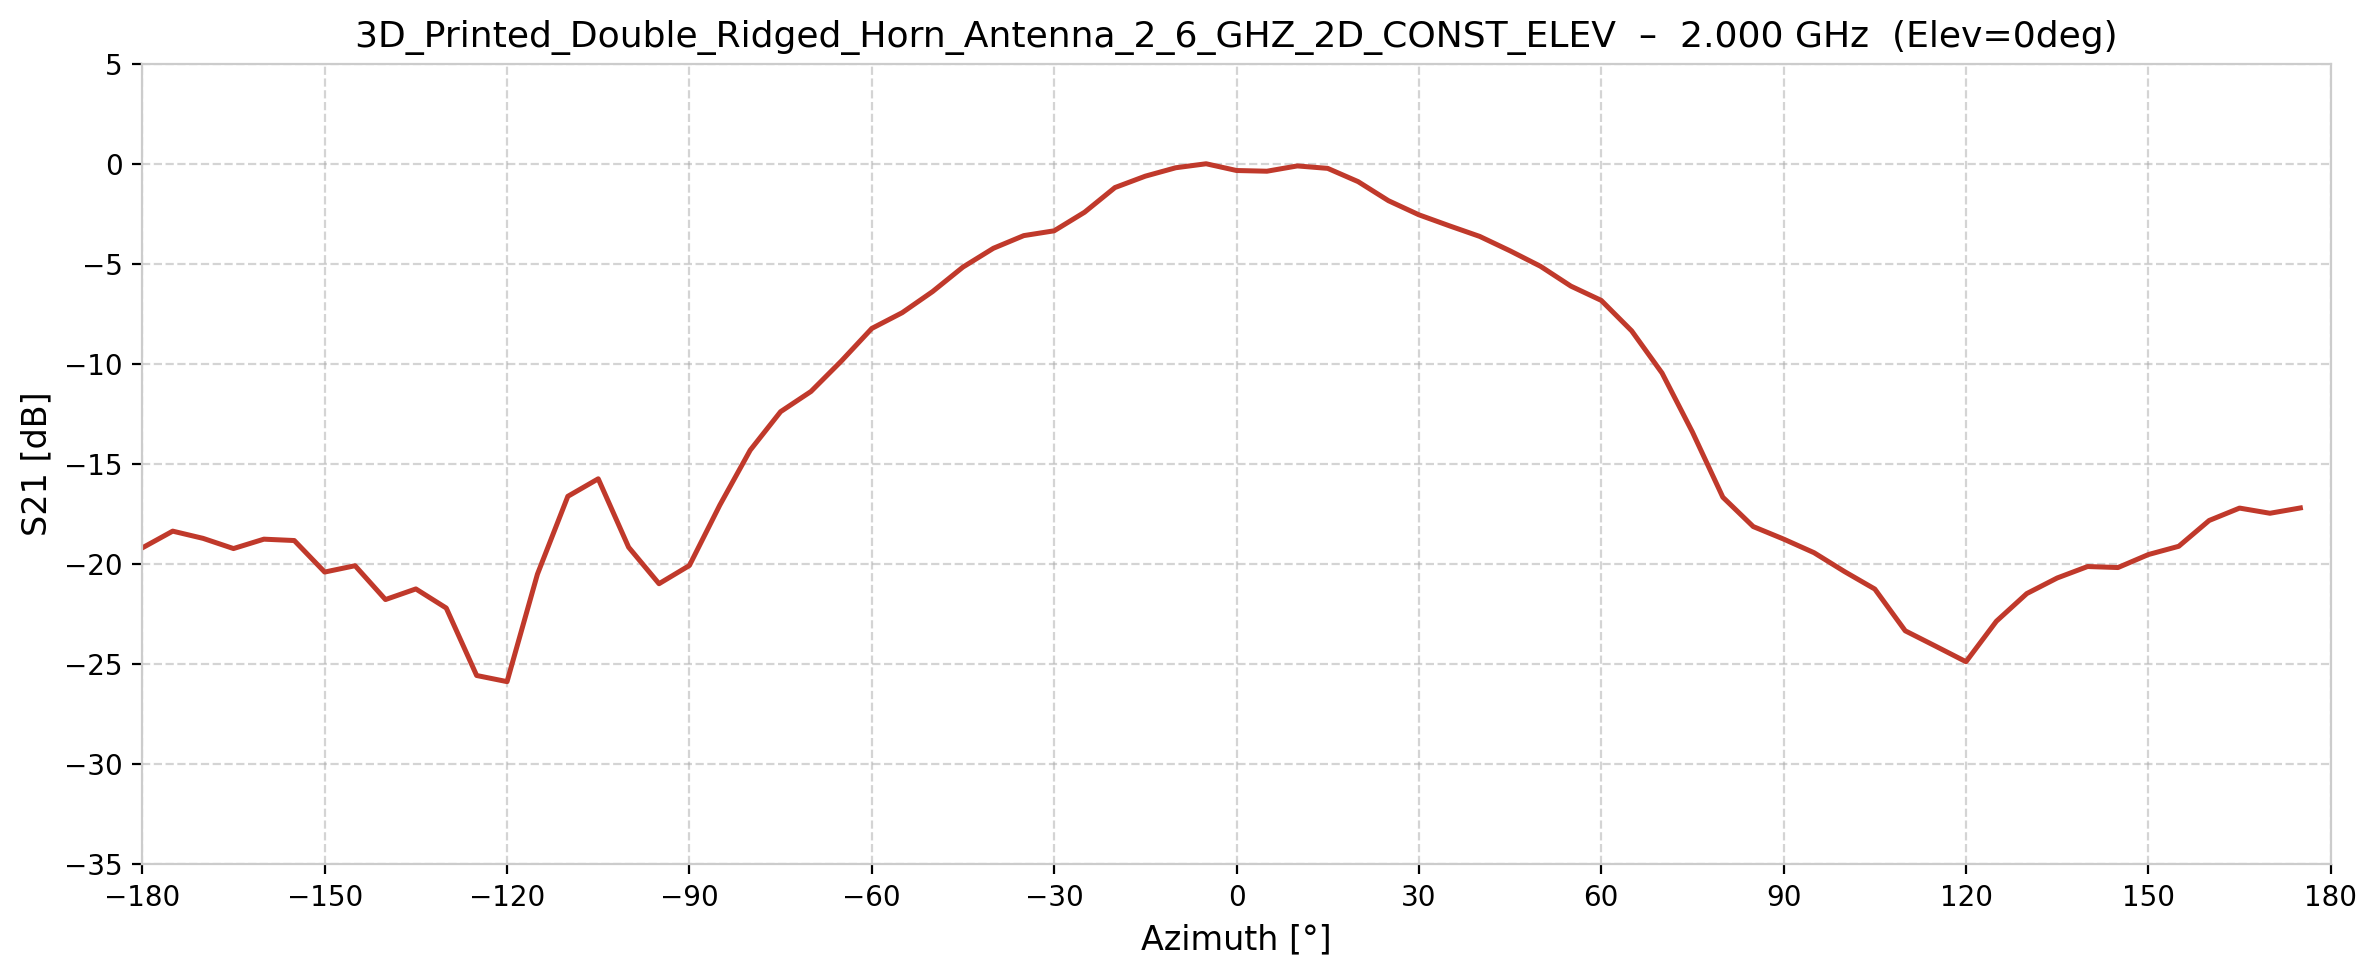 3D_Printed_Double_Ridged_Horn_Antenna_2_6_GHZ_2D_CONST_ELEV – 2.000 GHz (Elev=0deg)
5
0
−5
−10
−15
−20
−25
−30
−35
S21 [dB]
−180 −150 −120 −90 −60 −30 0 30 60 90 120 150 180
Azimuth [°]